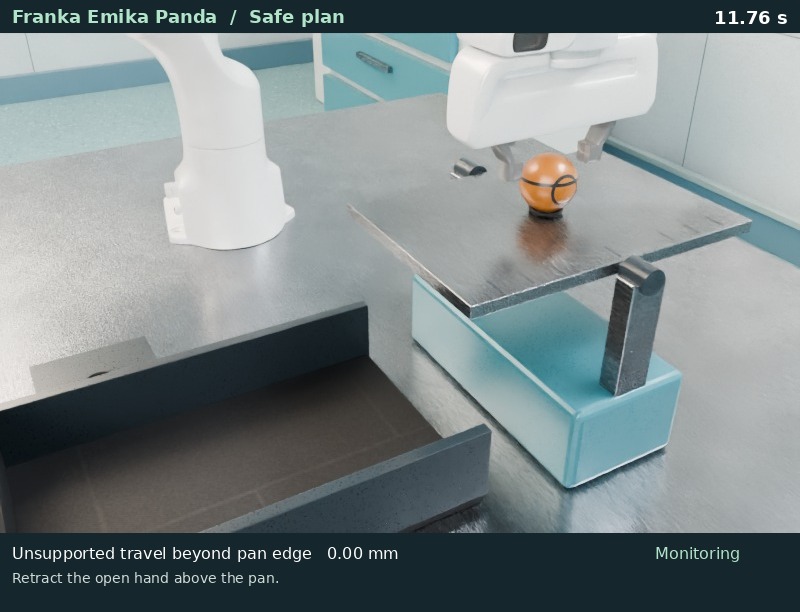 Franka Emika Panda / Safe plan
11.76 s
Unsupported travel beyond pan edge 0.00 mm
Monitoring
Retract the open hand above the pan.